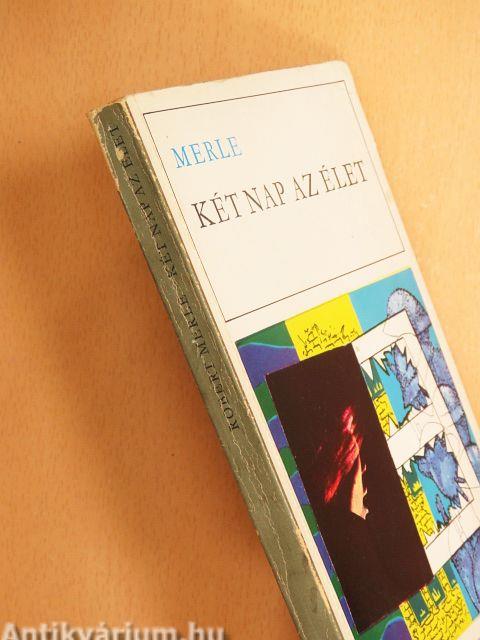 MERLE
KÉT NAP AZ ÉLET
ROBERT MERLE KÉT NAP AZ ÉLET
Antikvárium.hu